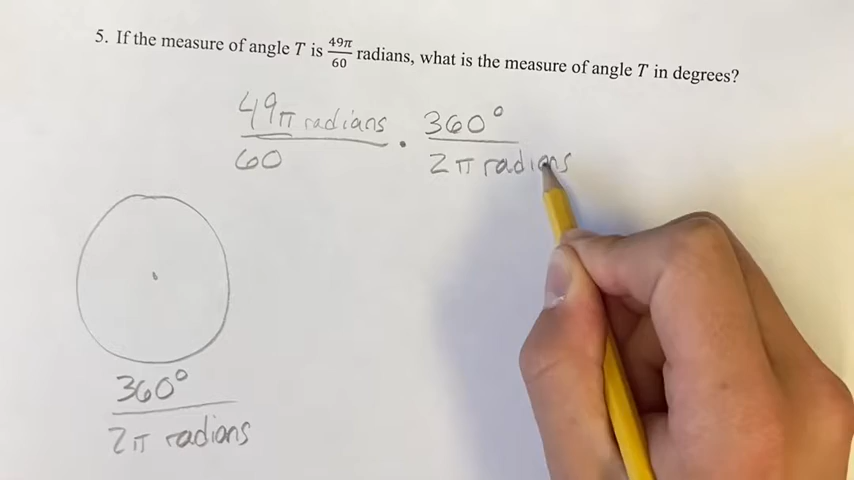 5. If the measure of angle T is 49π/60 radians, what is the measure of angle T in degrees?
49π radians / 60 · 360° / 2π radians
360°
2π radians